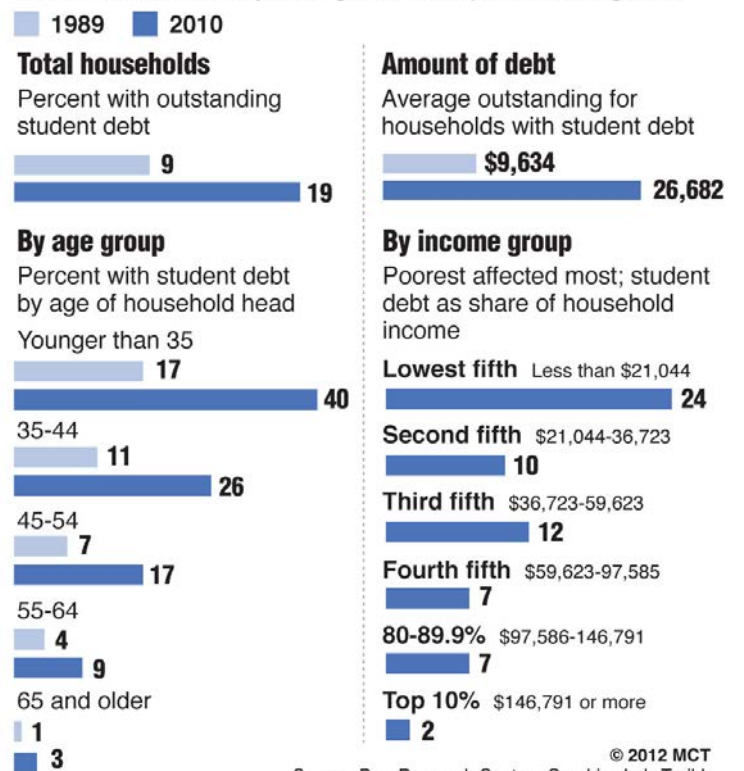 1989 2010
Total households
Percent with outstanding
student debt
9
19
By age group
Percent with student debt
by age of household head
Younger than 35
17
40
35-44
11
26
45-54
7
17
55-64
4
9
65 and older
1
3
Amount of debt
Average outstanding for
households with student debt
$9,634
26,682
By income group
Poorest affected most; student
debt as share of household
income
Lowest fifth Less than $21,044
24
Second fifth $21,044-36,723
10
Third fifth $36,723-59,623
12
Fourth fifth $59,623-97,585
7
80-89.9% $97,586-146,791
7
Top 10% $146,791 or more
2
© 2012 MCT